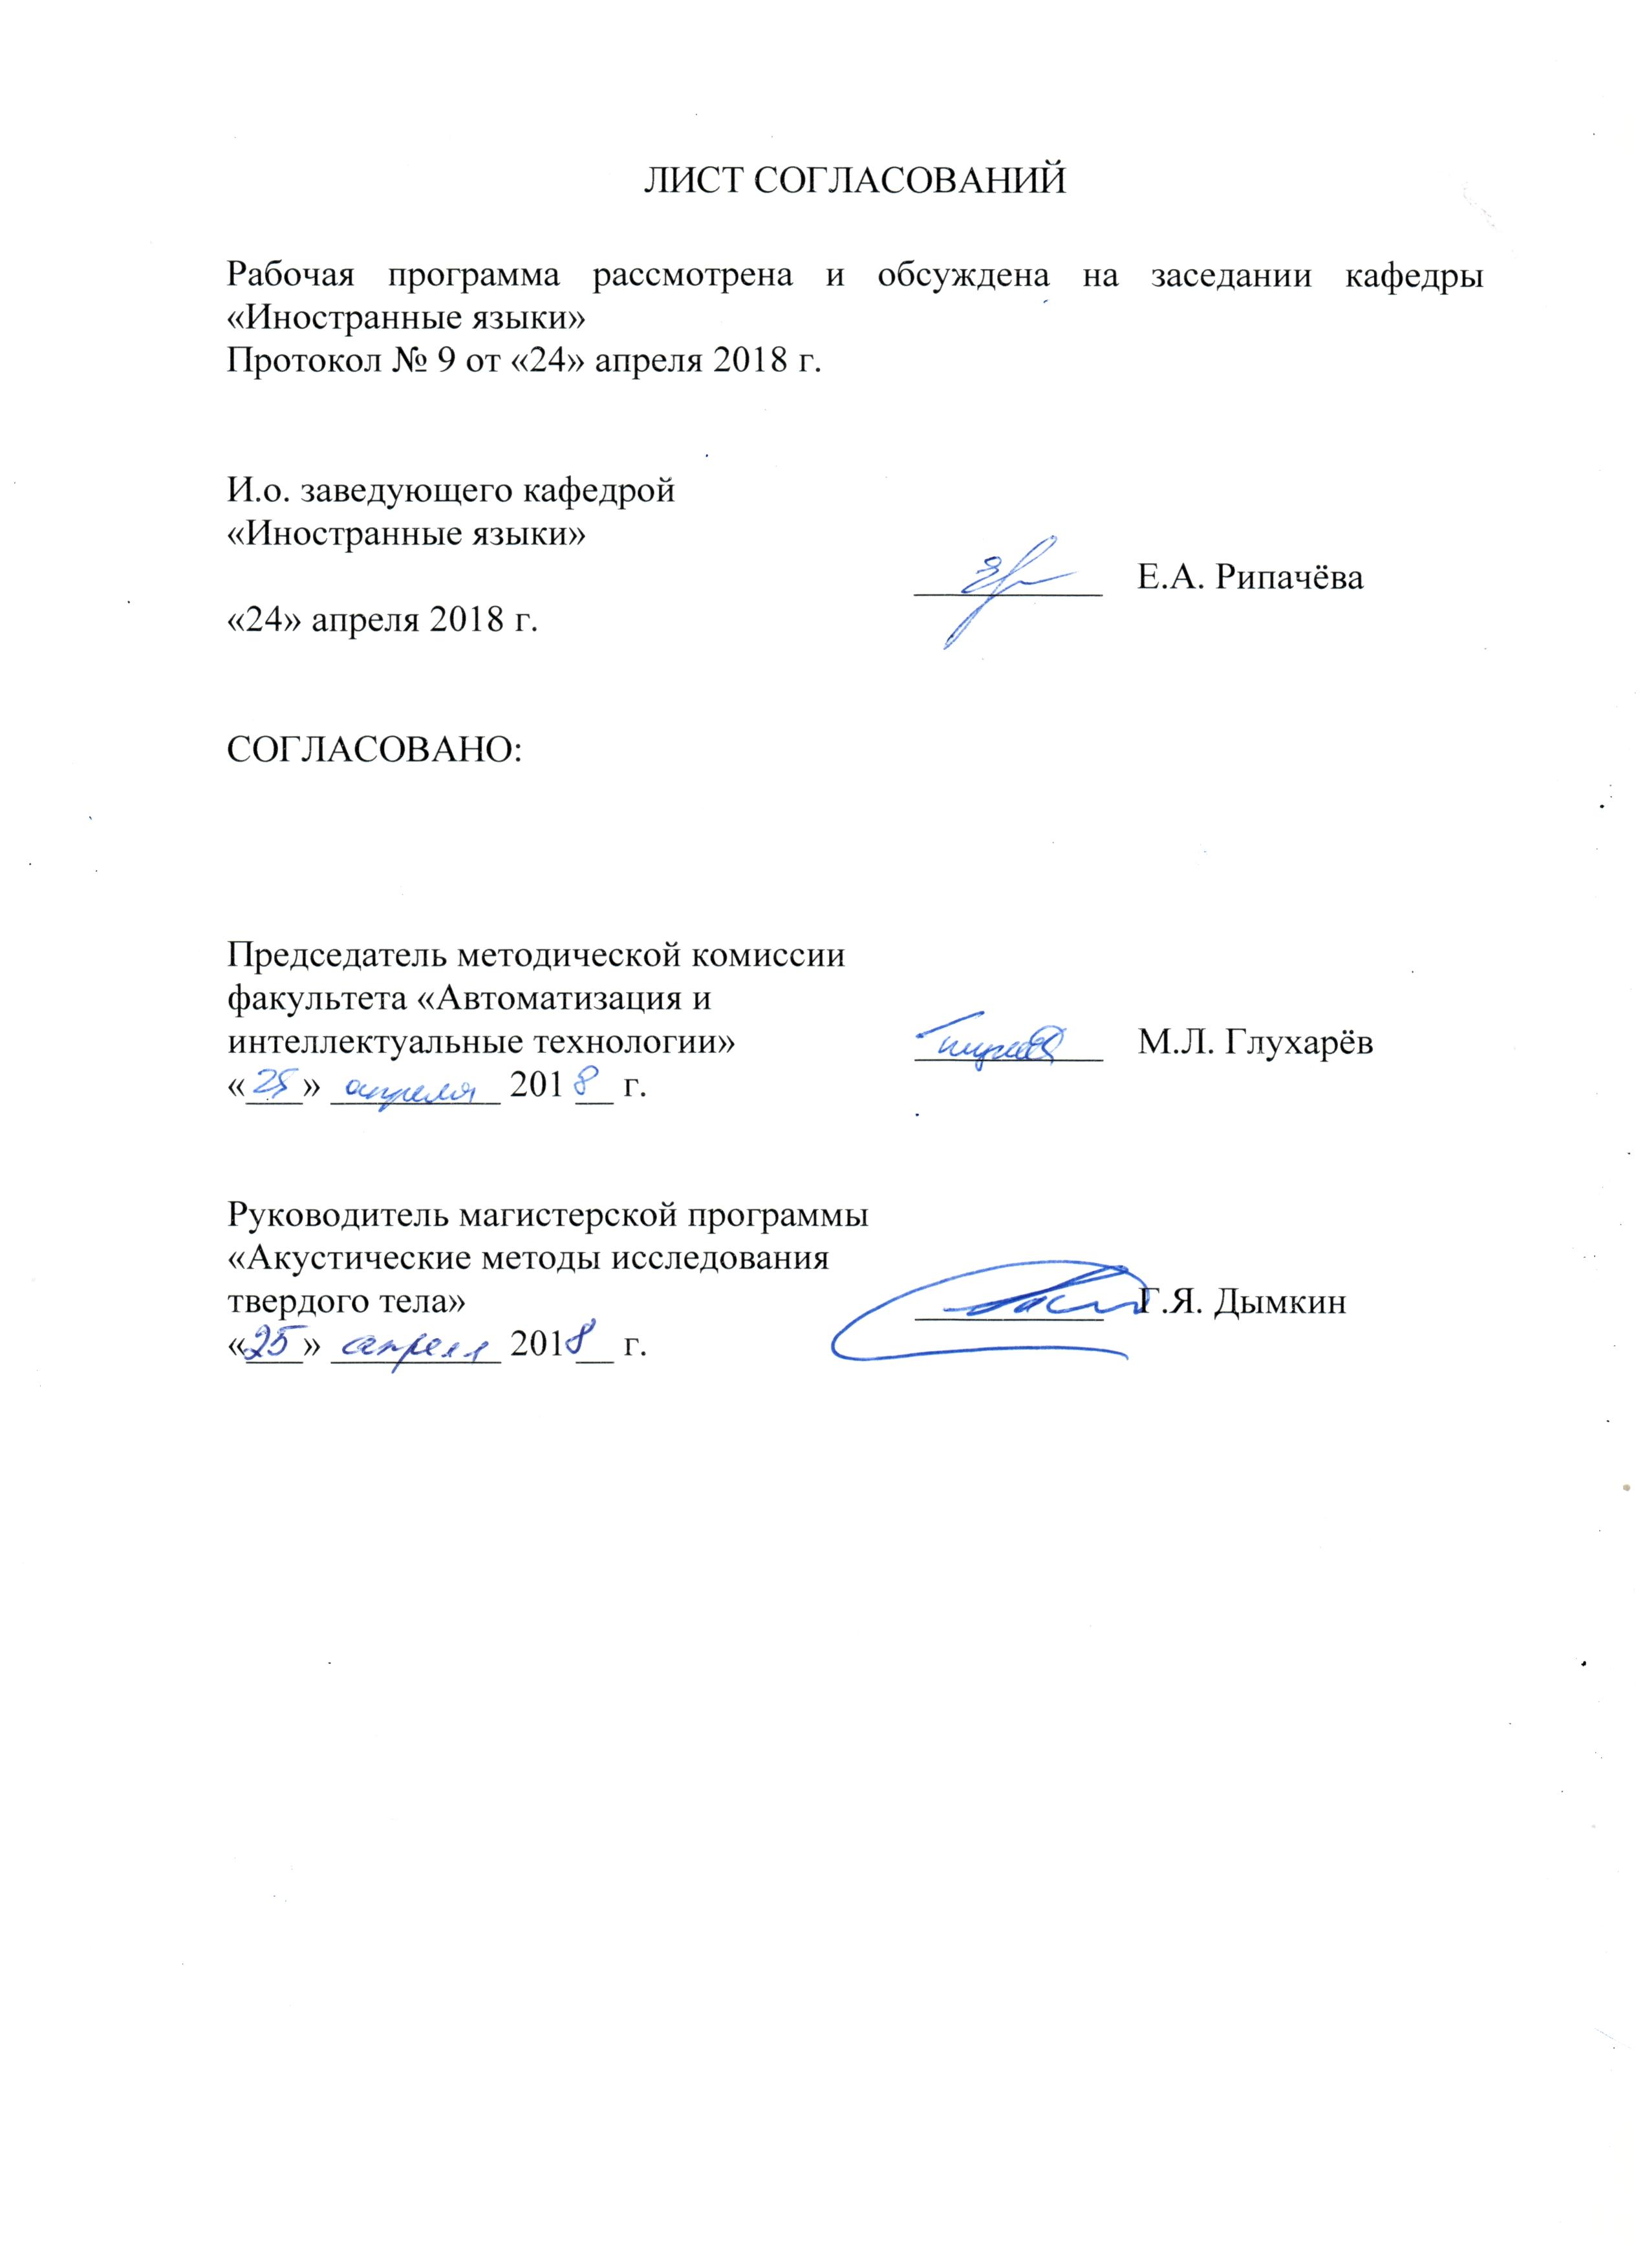 ЛИСТ СОГЛАСОВАНИЙ
Рабочая программа рассмотрена и обсуждена на заседании кафедры
«Иностранные языки»
Протокол № 9 от «24» апреля 2018 г.
И.о. заведующего кафедрой
«Иностранные языки»
Е.А. Рипачёва
«24» апреля 2018 г.
СОГЛАСОВАНО:
Председатель методической комиссии
факультета «Автоматизация и
интеллектуальные технологии» М.Л. Глухарёв
«25» апреля 2018 г.
Руководитель магистерской программы
«Акустические методы исследования
твердого тела» Г.Я. Дымкин
«25» апреля 2018 г.